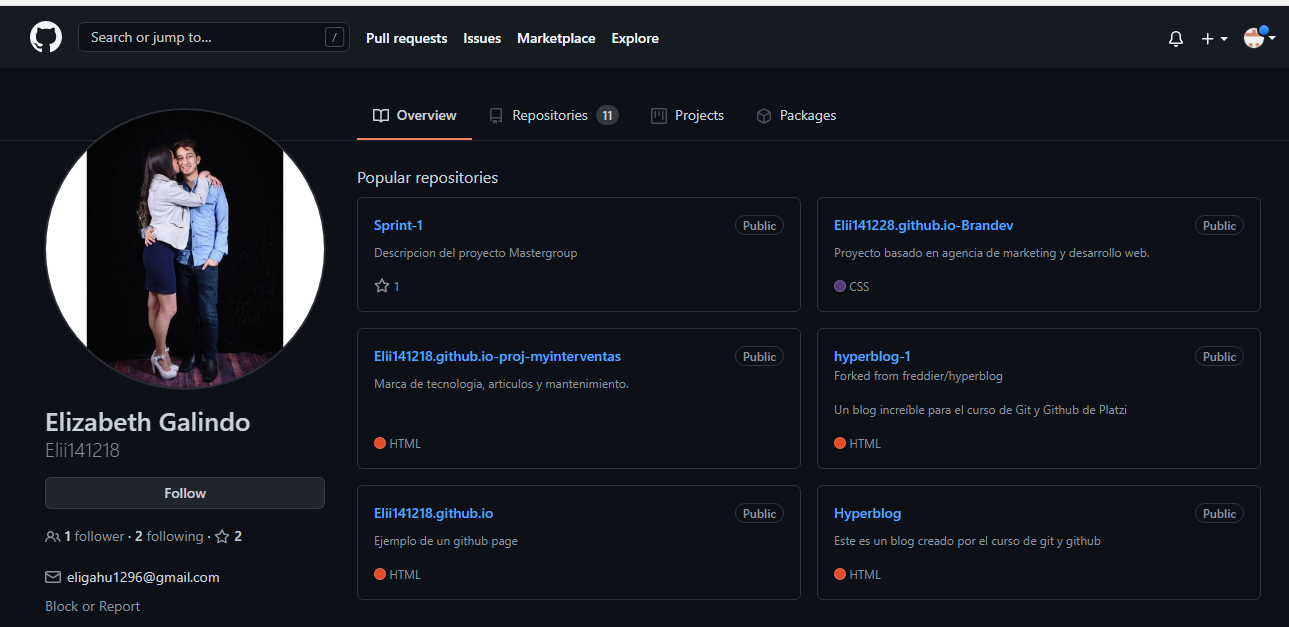 Search or jump to... /
Pull requests Issues Marketplace Explore
Overview Repositories 11 Projects Packages
Popular repositories
Sprint-1 Public
Descripcion del proyecto Mastergroup
1
Elii141228.github.io-Brandev Public
Proyecto basado en agencia de marketing y desarrollo web.
CSS
Elii141218.github.io-proj-myinterventas Public
Marca de tecnologia, articulos y mantenimiento.
HTML
hyperblog-1 Public
Forked from freddier/hyperblog
Un blog increíble para el curso de Git y Github de Platzi
HTML
Elii141218.github.io Public
Ejemplo de un github page
HTML
Hyperblog Public
Este es un blog creado por el curso de git y github
HTML
Elizabeth Galindo
Elii141218
Follow
1 follower · 2 following · 2
eligahu1296@gmail.com
Block or Report